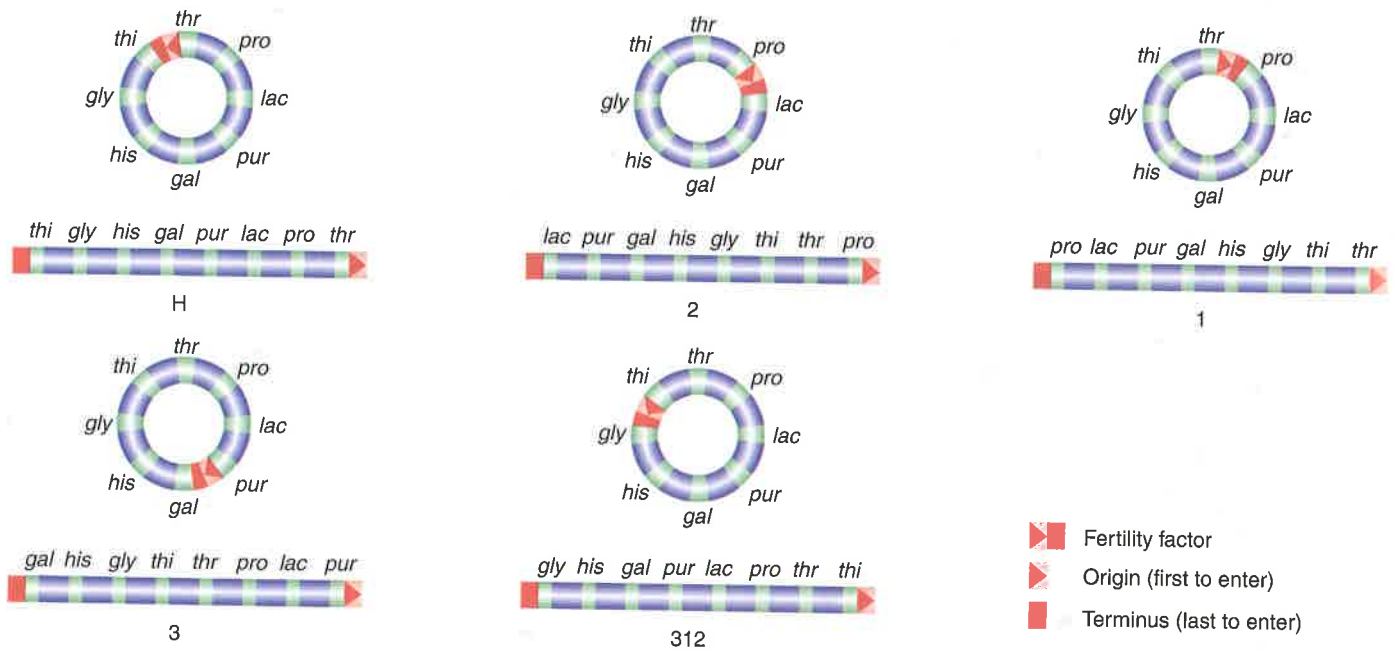 thr
thi
pro
gly
lac
his
pur
gal
thi gly his gal pur lac pro thr
H
thr
thi
pro
gly
lac
his
pur
gal
lac pur gal his gly thi thr pro
2
thr
thi
pro
gly
lac
his
pur
gal
pro lac pur gal his gly thi thr
1
thr
thi
pro
gly
lac
his
pur
gal
gal his gly thi thr pro lac pur
3
thr
thi
pro
gly
lac
his
pur
gal
gly his gal pur lac pro thr thi
312
Fertility factor
Origin (first to enter)
Terminus (last to enter)